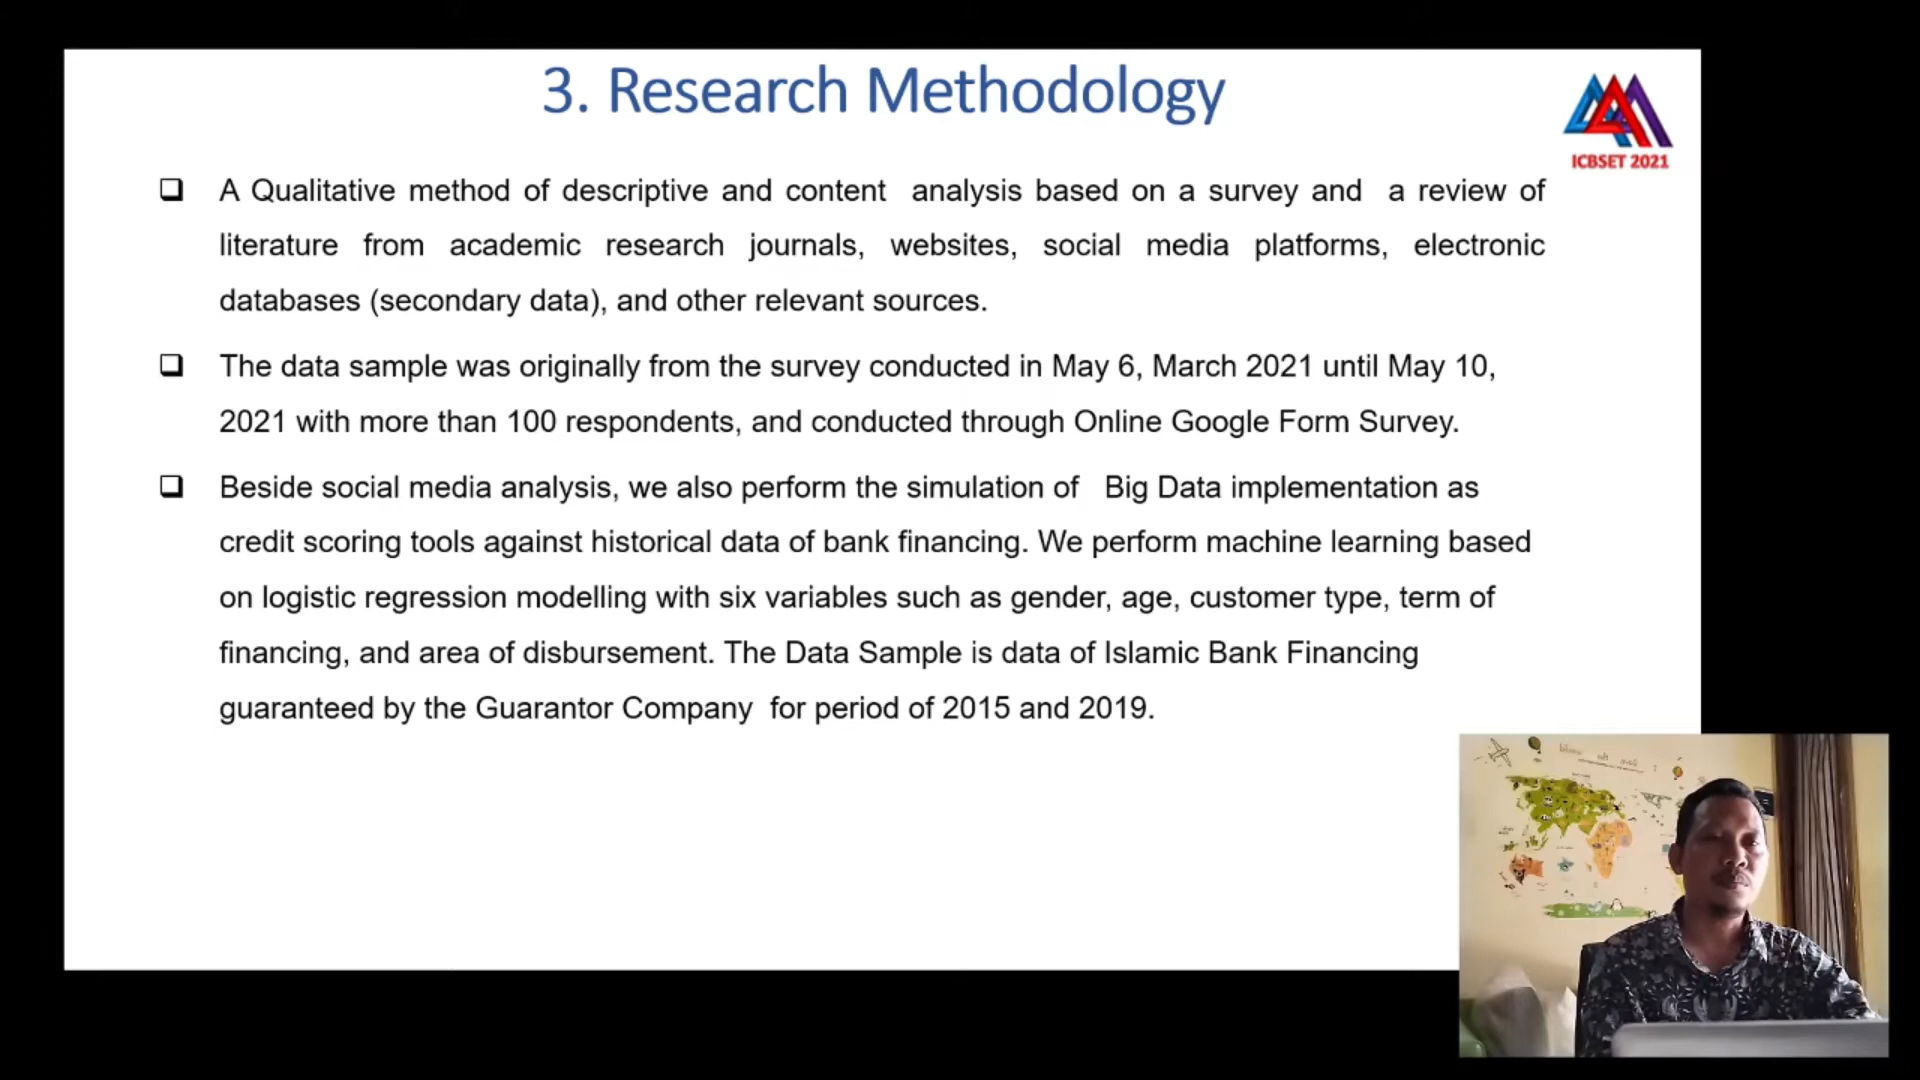 3. Research Methodology
ICBSET 2021
❑ A Qualitative method of descriptive and content analysis based on a survey and a review of
literature from academic research journals, websites, social media platforms, electronic
databases (secondary data), and other relevant sources.
❑ The data sample was originally from the survey conducted in May 6, March 2021 until May 10,
2021 with more than 100 respondents, and conducted through Online Google Form Survey.
❑ Beside social media analysis, we also perform the simulation of Big Data implementation as
credit scoring tools against historical data of bank financing. We perform machine learning based
on logistic regression modelling with six variables such as gender, age, customer type, term of
financing, and area of disbursement. The Data Sample is data of Islamic Bank Financing
guaranteed by the Guarantor Company for period of 2015 and 2019.